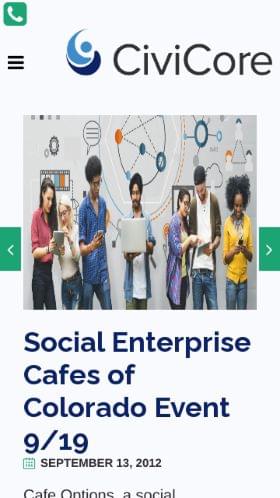 CiviCore
Social Enterprise
Cafes of
Colorado Event
9/19
SEPTEMBER 13, 2012
Cafe Options, a social